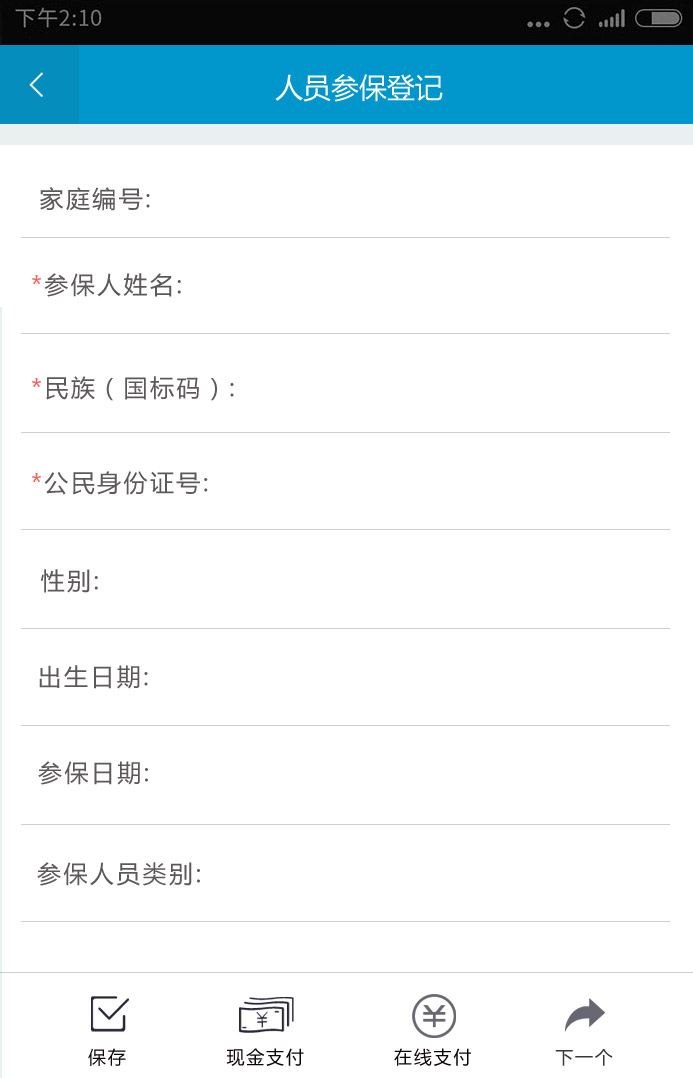 下午2:10
人员参保登记
家庭编号:
*参保人姓名:
*民族(国标码):
*公民身份证号:
性别:
出生日期:
参保日期:
参保人员类别:
保存 现金支付 在线支付 下一个